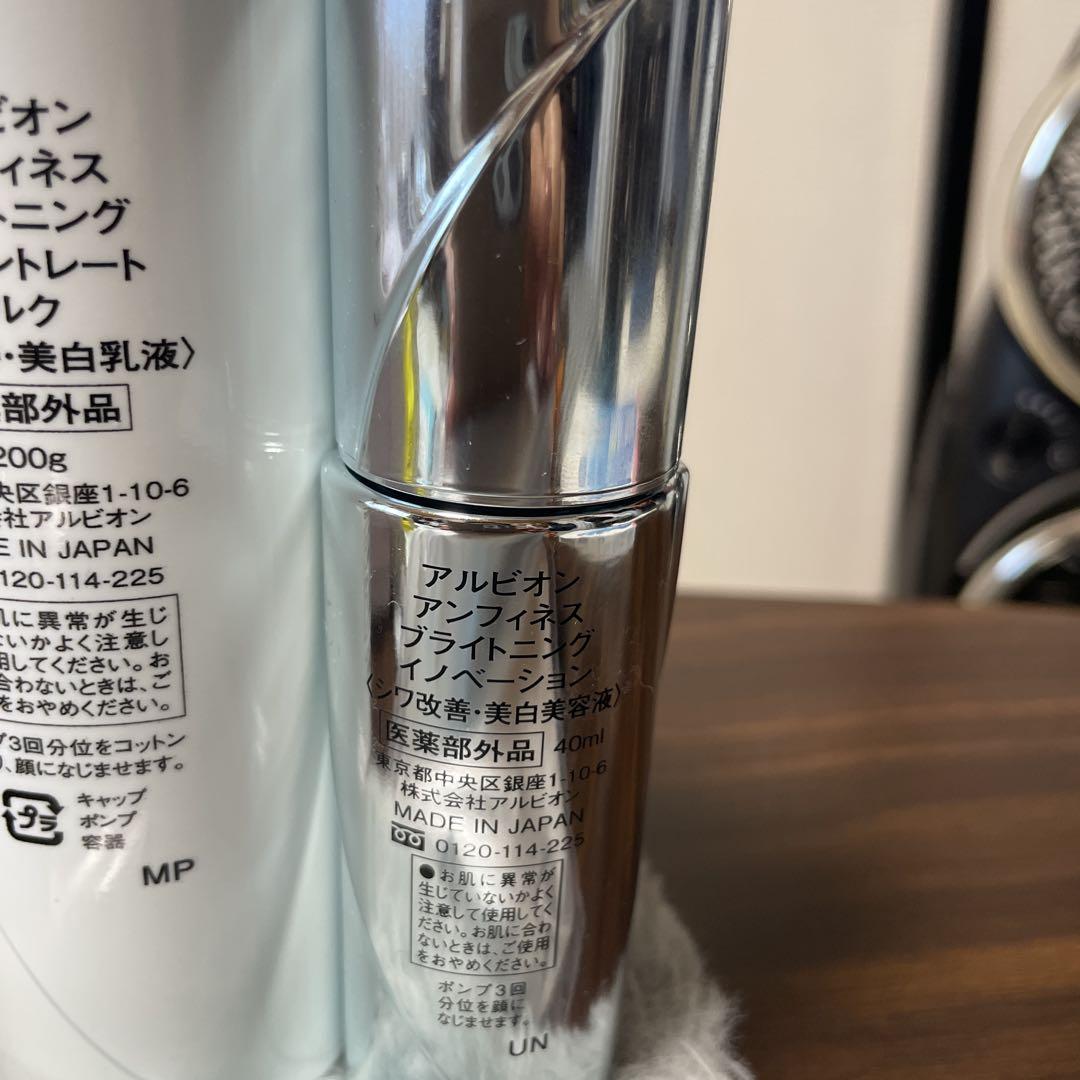 ビオン
ィネス
トニング
ントレート
ルク
・美白乳液〉
部外品
200g
央区銀座1-10-6
会社アルビオン
E IN JAPAN
0120-114-225
肌に異常が生じ
ないかよく注意し
用してください。お
合わないときは、ご
をおやめください。
プ3回分位をコットン
り、顔になじませます。
プラ
キャップ
ポンプ
容器
MP
アルビオン
アンフィネス
ブライトニング
イノベーション
〈シワ改善・美白美容液〉
医薬部外品 40ml
東京都中央区銀座1-10-6
株式会社アルビオン
MADE IN JAPAN
0120-114-225
●お肌に異常が
生じていないかよく
注意して使用してく
ださい。お肌に合わ
ないときは、ご使用
をおやめください。
ポンプ3回
分位を顔に
なじませます。
UN